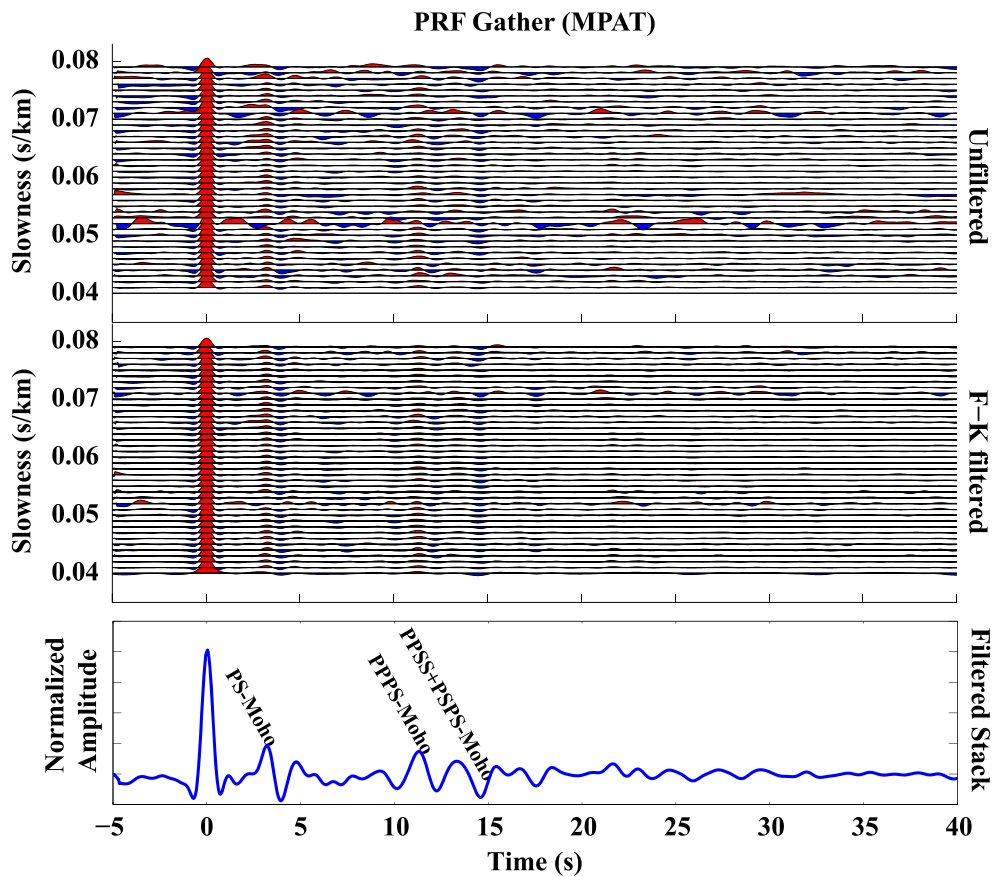 PRF Gather (MPAT)
0.08
0.07
0.06
0.05
0.04
Slowness (s/km)
Unfiltered
0.08
0.07
0.06
0.05
0.04
Slowness (s/km)
F−K filtered
Normalized
Amplitude
PS-Moho
PPPS-Moho
PPSS+PSPS-Moho
Filtered Stack
−5 0 5 10 15 20 25 30 35 40
Time (s)